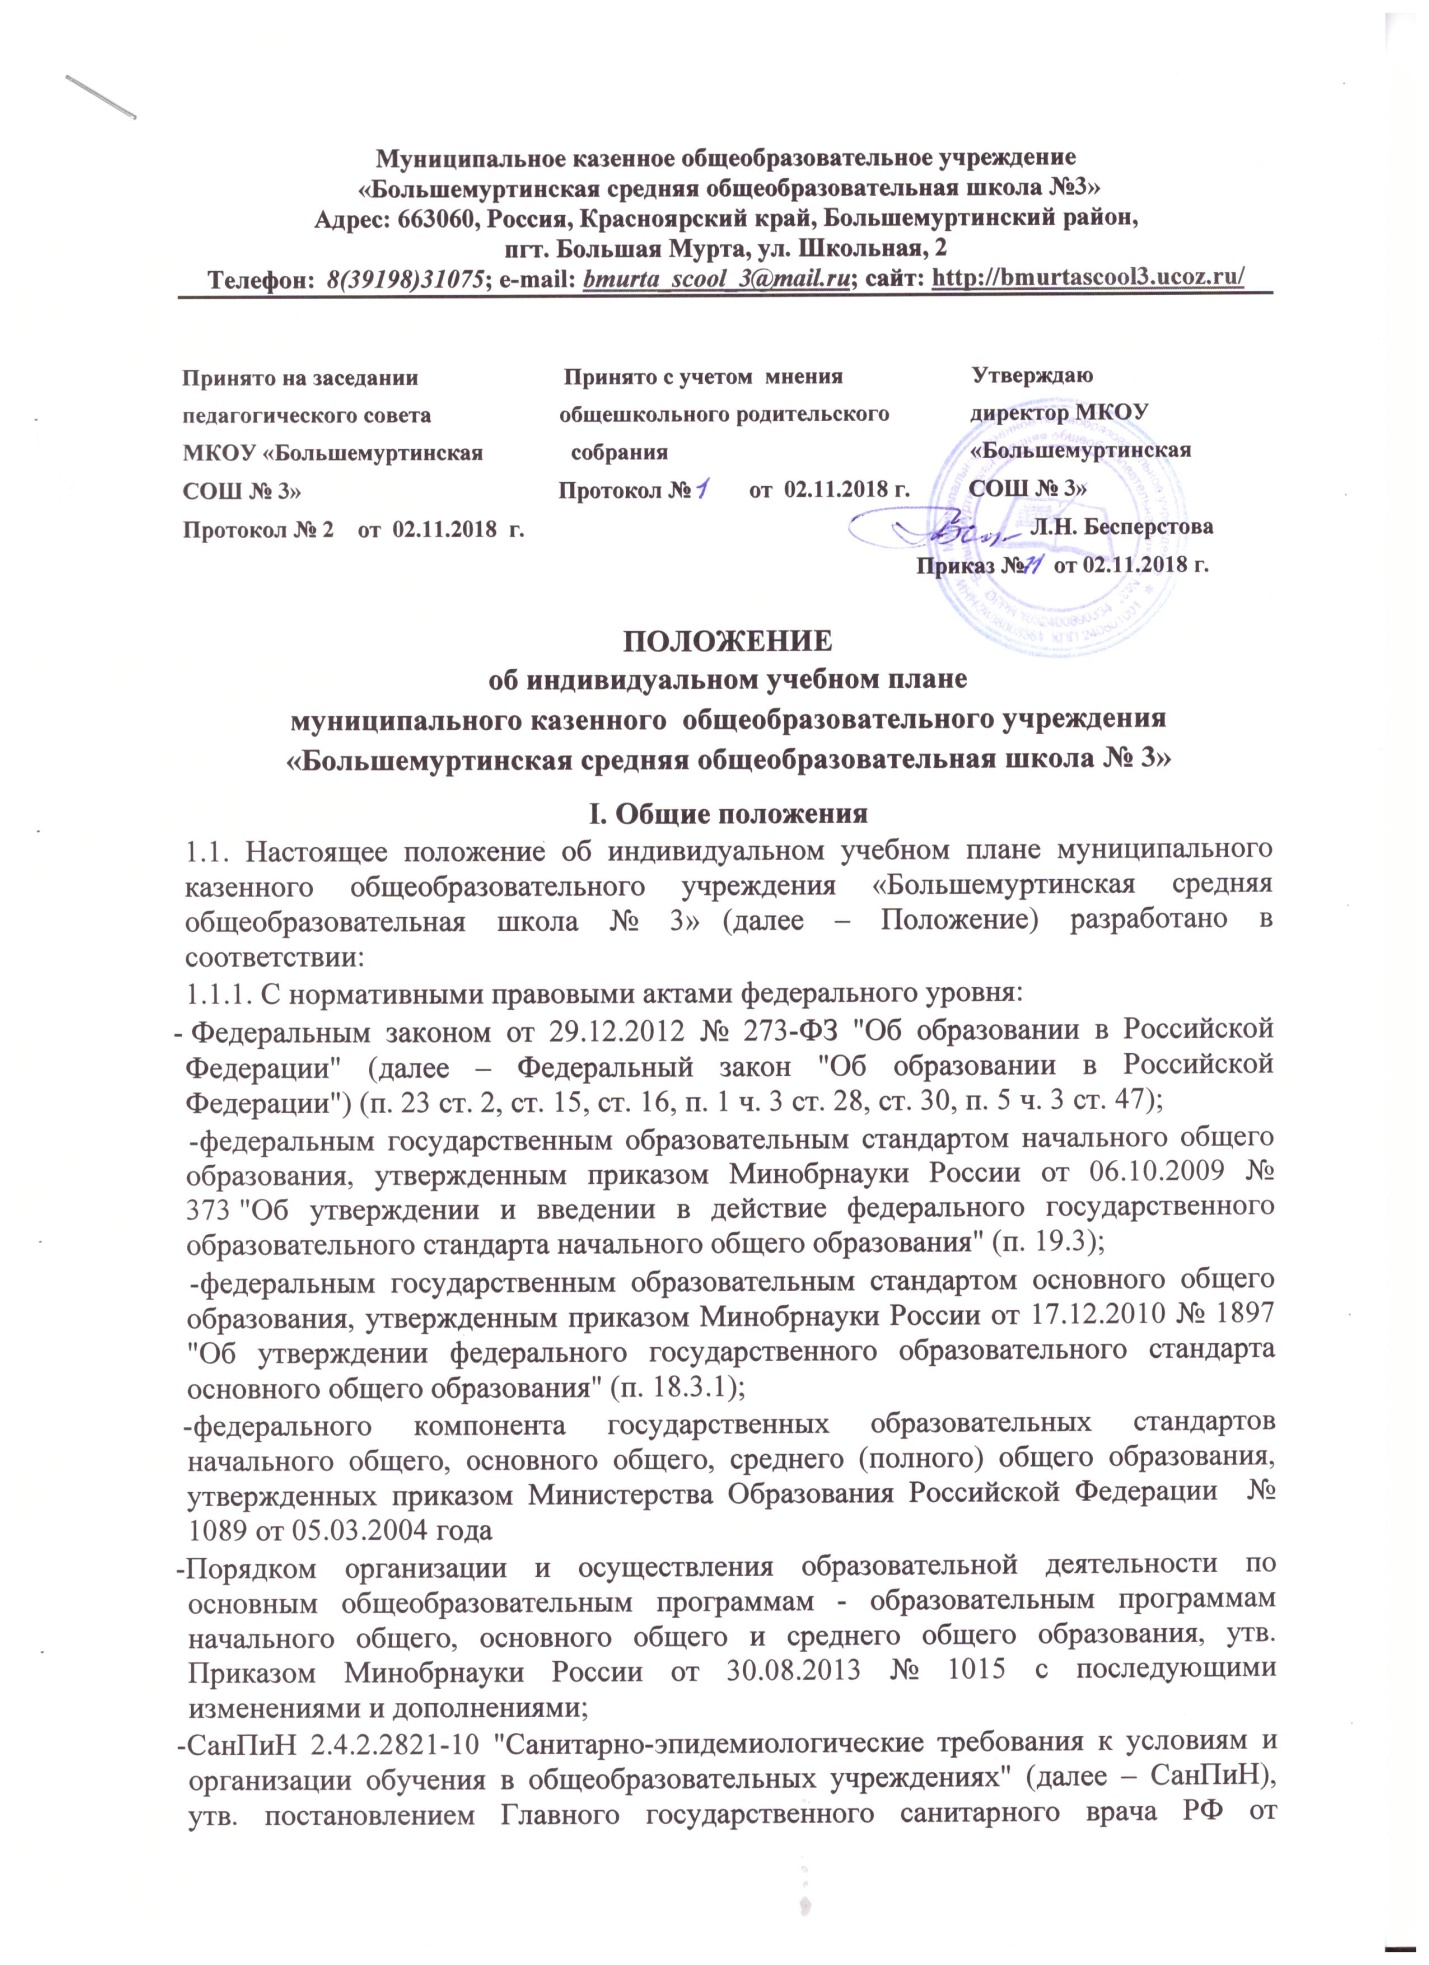 Муниципальное казенное общеобразовательное учреждение
«Большемуртинская средняя общеобразовательная школа №3»
Адрес: 663060, Россия, Красноярский край, Большемуртинский район,
пгт. Большая Мурта, ул. Школьная, 2
Телефон: 8(39198)31075; e-mail: bmurta_scool_3@mail.ru; сайт: http://bmurtascool3.ucoz.ru/
Принято на заседании
педагогического совета
МКОУ «Большемуртинская
СОШ № 3»
Протокол № 2 от 02.11.2018 г.
Принято с учетом мнения
общешкольного родительского
собрания
Протокол № 1 от 02.11.2018 г.
Утверждаю
директор МКОУ
«Большемуртинская
СОШ № 3»
Л.Н. Бесперстова
Приказ № 11 от 02.11.2018 г.
ПОЛОЖЕНИЕ
об индивидуальном учебном плане
муниципального казенного общеобразовательного учреждения
«Большемуртинская средняя общеобразовательная школа № 3»
I. Общие положения
1.1. Настоящее положение об индивидуальном учебном плане муниципального
казенного общеобразовательного учреждения «Большемуртинская средняя
общеобразовательная школа № 3» (далее – Положение) разработано в
соответствии:
1.1.1. С нормативными правовыми актами федерального уровня:
- Федеральным законом от 29.12.2012 № 273-ФЗ "Об образовании в Российской
Федерации" (далее – Федеральный закон "Об образовании в Российской
Федерации") (п. 23 ст. 2, ст. 15, ст. 16, п. 1 ч. 3 ст. 28, ст. 30, п. 5 ч. 3 ст. 47);
-федеральным государственным образовательным стандартом начального общего
образования, утвержденным приказом Минобрнауки России от 06.10.2009 №
373 "Об утверждении и введении в действие федерального государственного
образовательного стандарта начального общего образования" (п. 19.3);
-федеральным государственным образовательным стандартом основного общего
образования, утвержденным приказом Минобрнауки России от 17.12.2010 № 1897
"Об утверждении федерального государственного образовательного стандарта
основного общего образования" (п. 18.3.1);
-федерального компонента государственных образовательных стандартов
начального общего, основного общего, среднего (полного) общего образования,
утвержденных приказом Министерства Образования Российской Федерации №
1089 от 05.03.2004 года
-Порядком организации и осуществления образовательной деятельности по
основным общеобразовательным программам - образовательным программам
начального общего, основного общего и среднего общего образования, утв.
Приказом Минобрнауки России от 30.08.2013 № 1015 с последующими
изменениями и дополнениями;
-СанПиН 2.4.2.2821-10 "Санитарно-эпидемиологические требования к условиям и
организации обучения в общеобразовательных учреждениях" (далее – СанПиН),
утв. постановлением Главного государственного санитарного врача РФ от